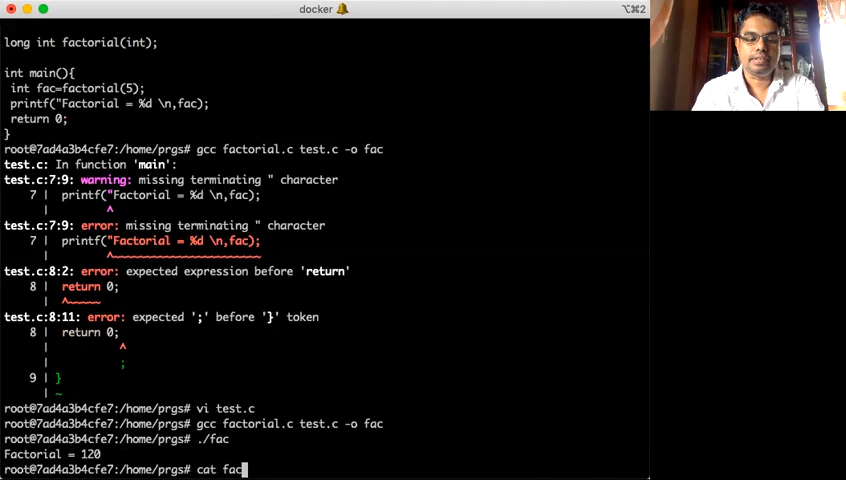 docker 🔔
⌥⌘2
long int factorial(int);
int main(){
int fac=factorial(5);
printf("Factorial = %d \n,fac);
return 0;
}
root@7ad4a3b4cfe7:/home/prgs# gcc factorial.c test.c -o fac
test.c: In function 'main':
test.c:7:9: warning: missing terminating " character
7 | printf("Factorial = %d \n,fac);
| ^
test.c:7:9: error: missing terminating " character
7 | printf("Factorial = %d \n,fac);
| ^~~~~~~~~~~~~~~~~~~~~~~~
test.c:8:2: error: expected expression before 'return'
8 | return 0;
| ^~~~~~
test.c:8:11: error: expected ';' before '}' token
8 | return 0;
| ^
| ;
9 | }
| ~
root@7ad4a3b4cfe7:/home/prgs# vi test.c
root@7ad4a3b4cfe7:/home/prgs# gcc factorial.c test.c -o fac
root@7ad4a3b4cfe7:/home/prgs# ./fac
Factorial = 120
root@7ad4a3b4cfe7:/home/prgs# cat fac